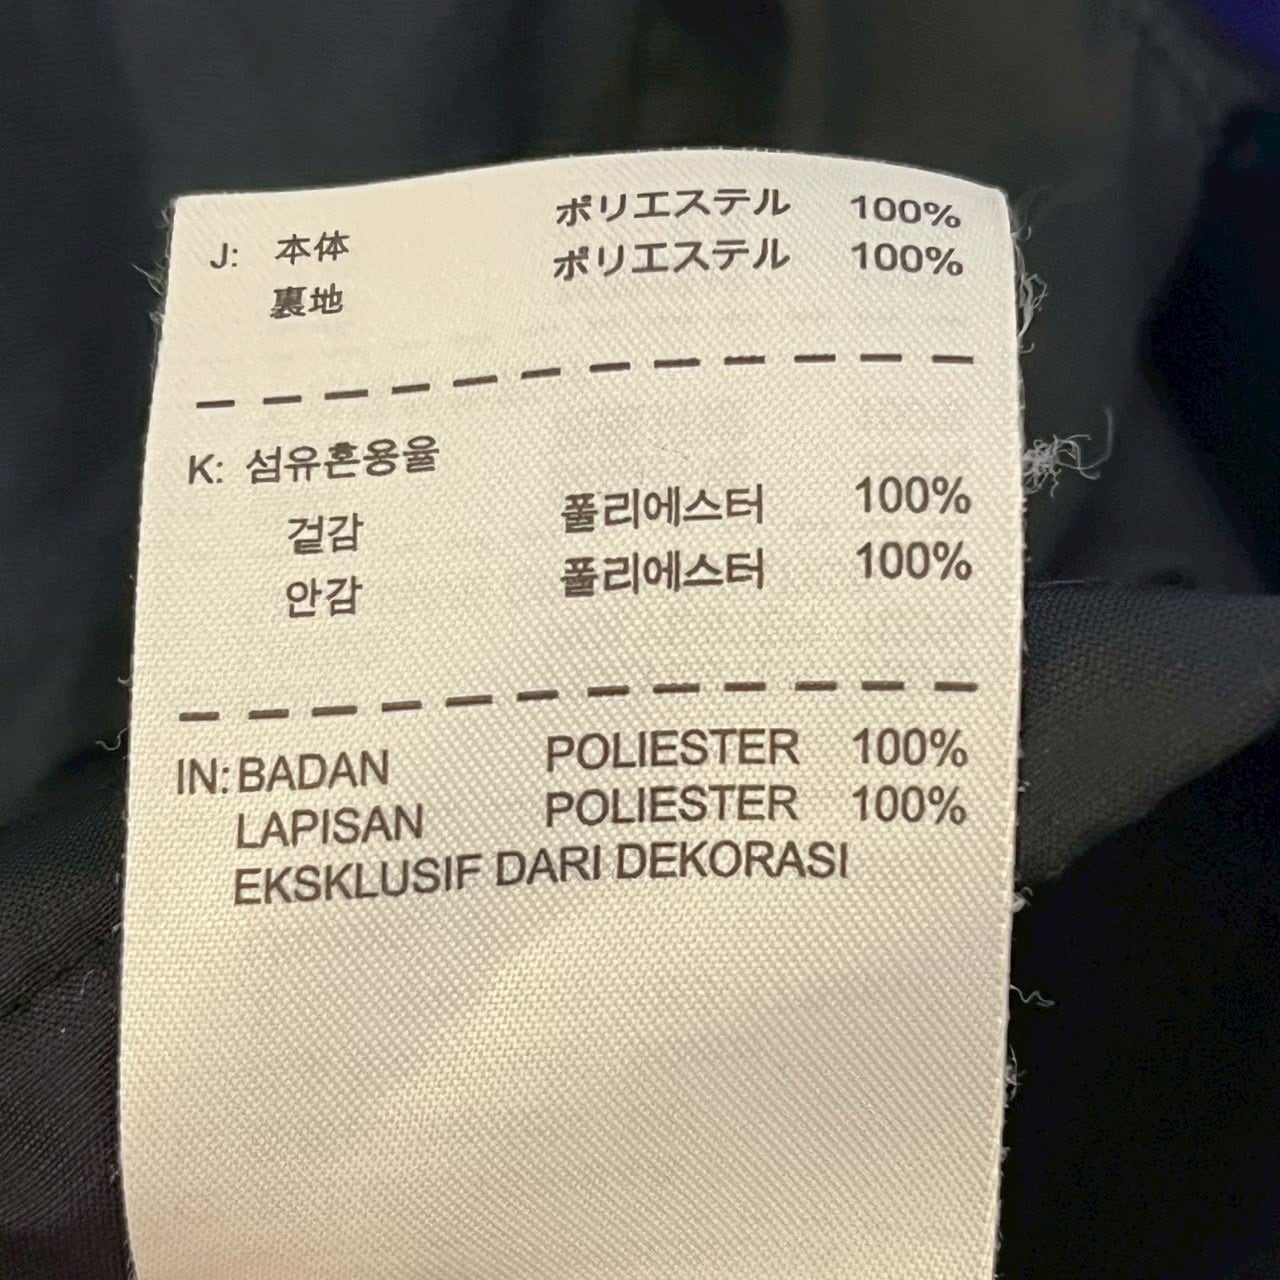 J: 本体 ポリエステル 100%
裏地 ポリエステル 100%
K: 섬유혼용율
겉감 폴리에스터 100%
안감 폴리에스터 100%
IN: BADAN POLIESTER 100%
LAPISAN POLIESTER 100%
EKSKLUSIF DARI DEKORASI